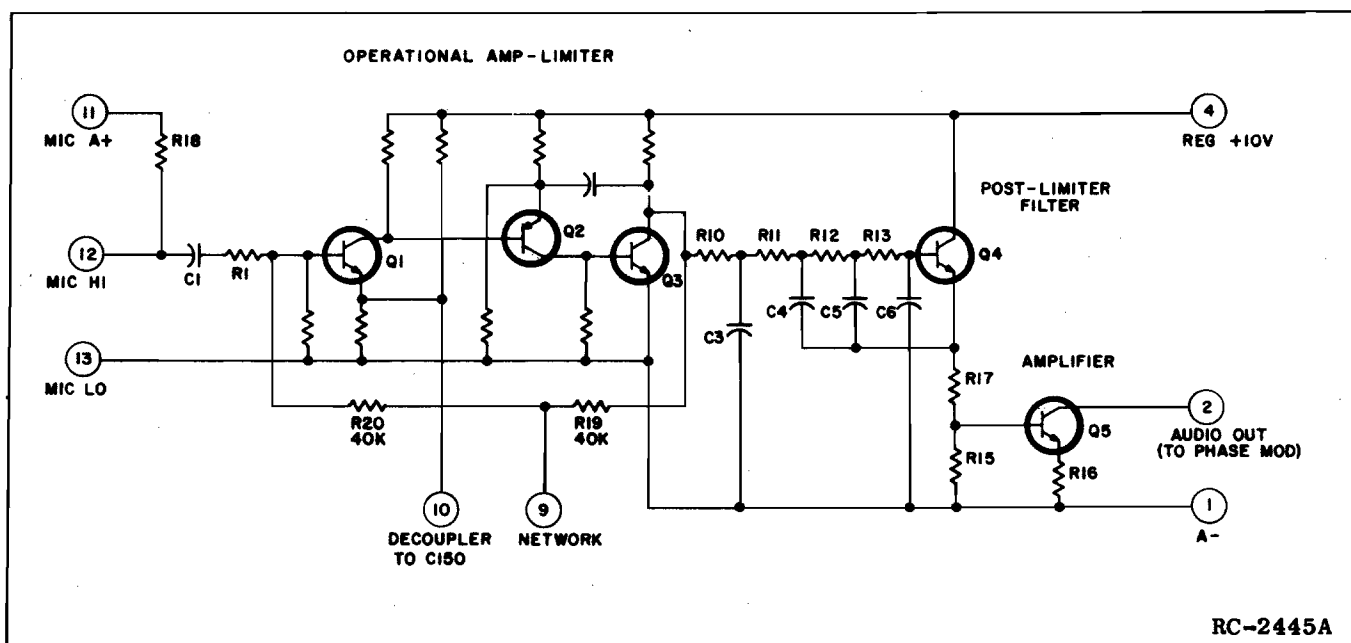 OPERATIONAL AMP-LIMITER
11
MIC A+
R18
4
REG +10V
POST-LIMITER
FILTER
12
MIC HI
C1
R1
Q1
Q2
Q3
R10
R11
R12
R13
Q4
C3
C4
C5
C6
13
MIC LO
R20
40K
R19
40K
R17
AMPLIFIER
Q5
2
AUDIO OUT
(TO PHASE MOD)
R15
R16
10
DECOUPLER
TO C150
9
NETWORK
1
A-
RC-2445A